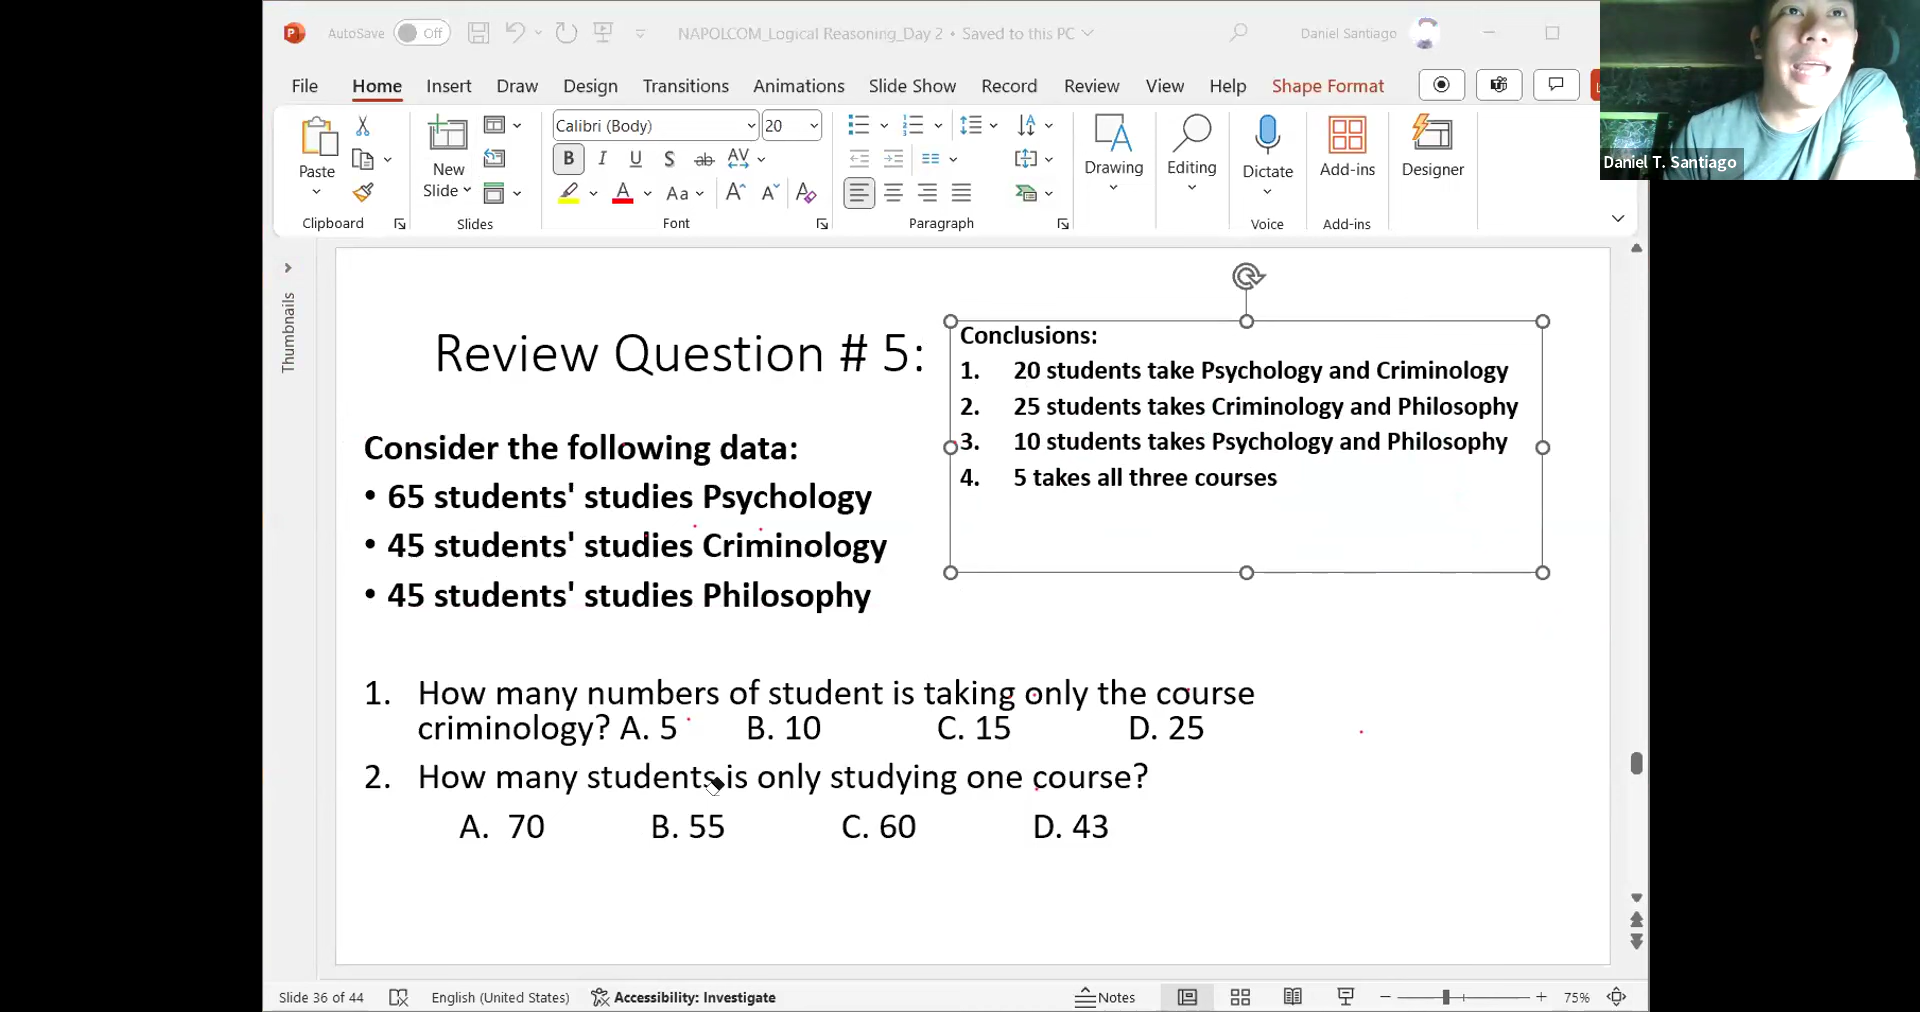 AutoSave Off NAPOLCOM_Logical Reasoning_Day 2 • Saved to this PC Daniel Santiago
File Home Insert Draw Design Transitions Animations Slide Show Record Review View Help Shape Format
Paste
Clipboard
New
Slide
Slides
Calibri (Body) 20
Font
Paragraph
Drawing
Editing
Dictate
Voice
Add-ins
Add-ins
Designer
Daniel T. Santiago
Thumbnails
Review Question # 5:
Consider the following data:
• 65 students' studies Psychology
• 45 students' studies Criminology
• 45 students' studies Philosophy
Conclusions:
1. 20 students take Psychology and Criminology
2. 25 students takes Criminology and Philosophy
3. 10 students takes Psychology and Philosophy
4. 5 takes all three courses
1. How many numbers of student is taking only the course
criminology? A. 5 B. 10 C. 15 D. 25
2. How many students is only studying one course?
A. 70 B. 55 C. 60 D. 43
Slide 36 of 44 English (United States) Accessibility: Investigate Notes 75%